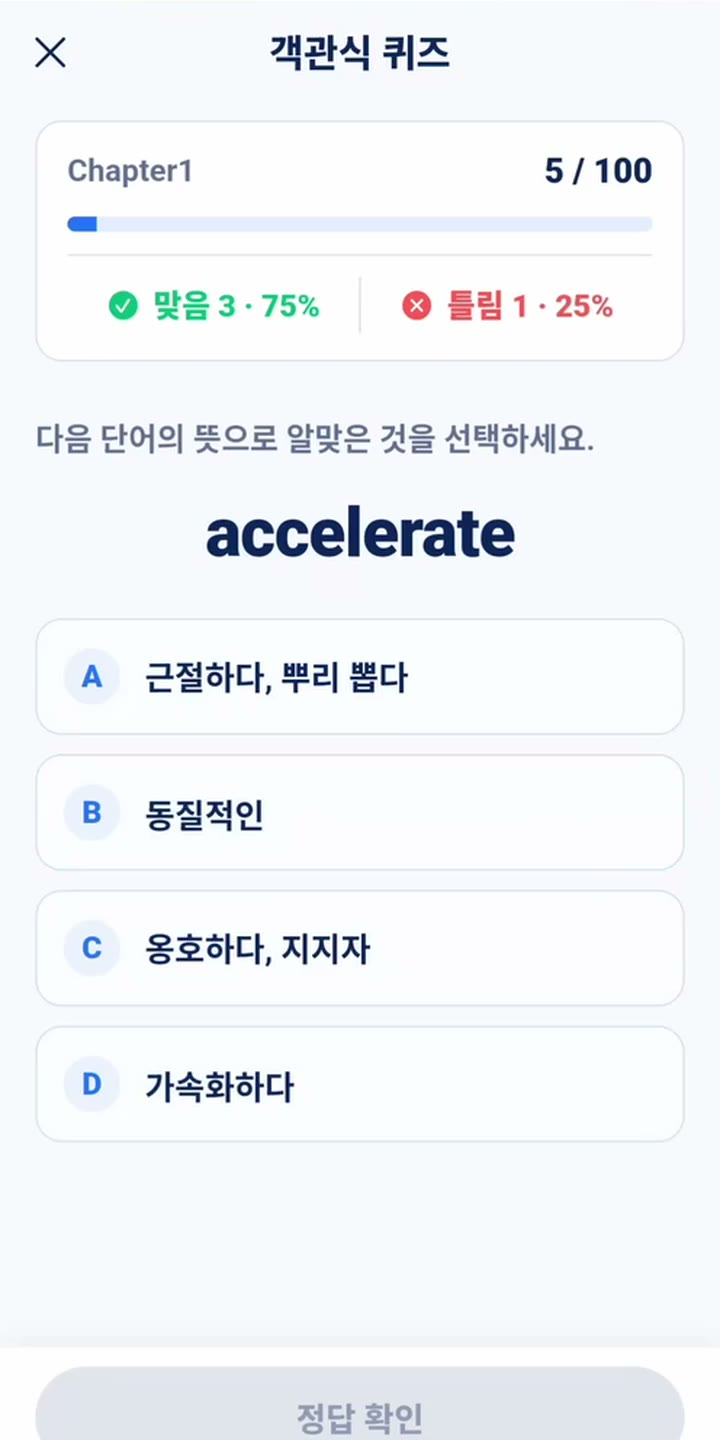 객관식 퀴즈
Chapter1
5 / 100
맞음 3 · 75%
틀림 1 · 25%
다음 단어의 뜻으로 알맞은 것을 선택하세요.
accelerate
A 근절하다, 뿌리 뽑다
B 동질적인
C 옹호하다, 지지자
D 가속화하다
정답 확인